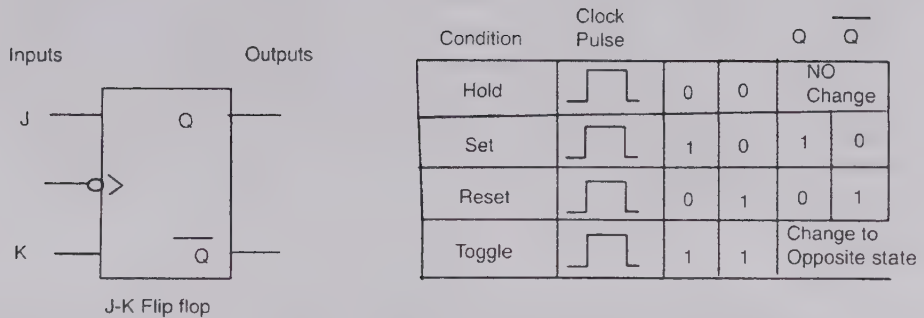 Inputs
Outputs
J
Q
K
Q
J-K Flip flop
Condition
Clock
Pulse
Q
Q
Hold
0
0
NO
Change
Set
1
0
1
0
Reset
0
1
0
1
Toggle
1
1
Change to
Opposite state